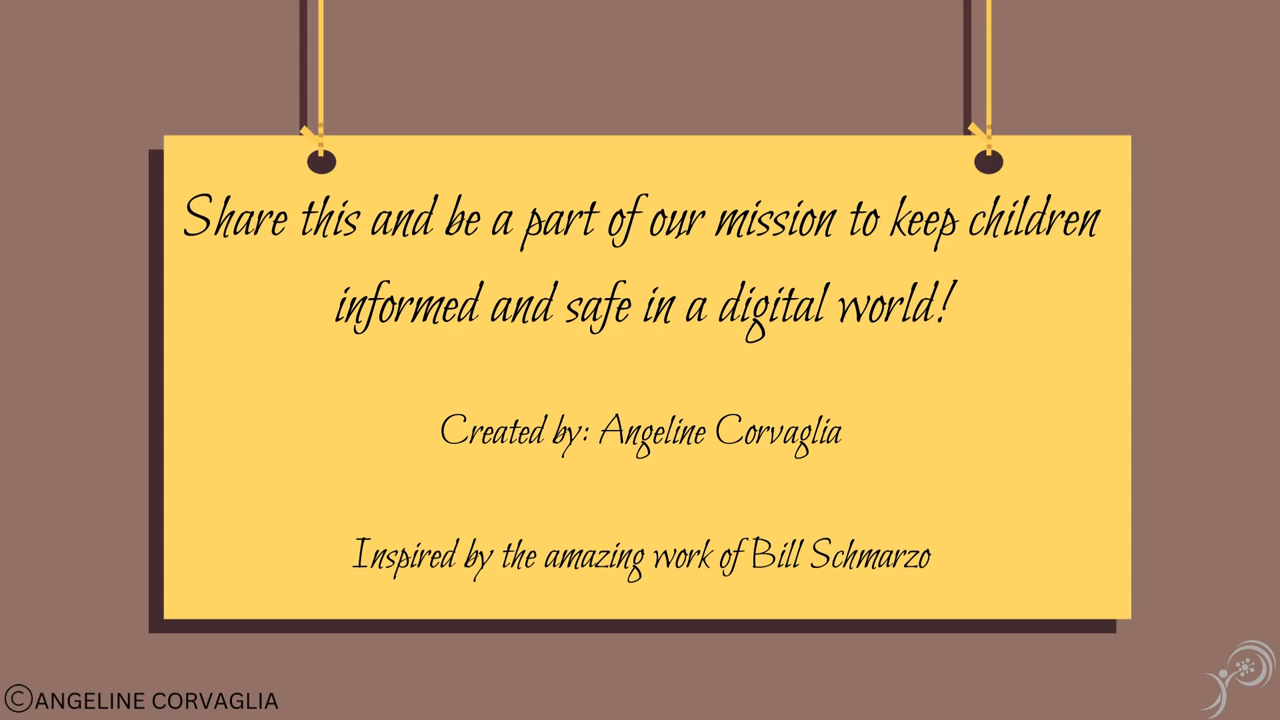 Share this and be a part of our mission to keep children
informed and safe in a digital world!
Created by: Angeline Corvaglia
Inspired by the amazing work of Bill Schmarzo
©ANGELINE CORVAGLIA